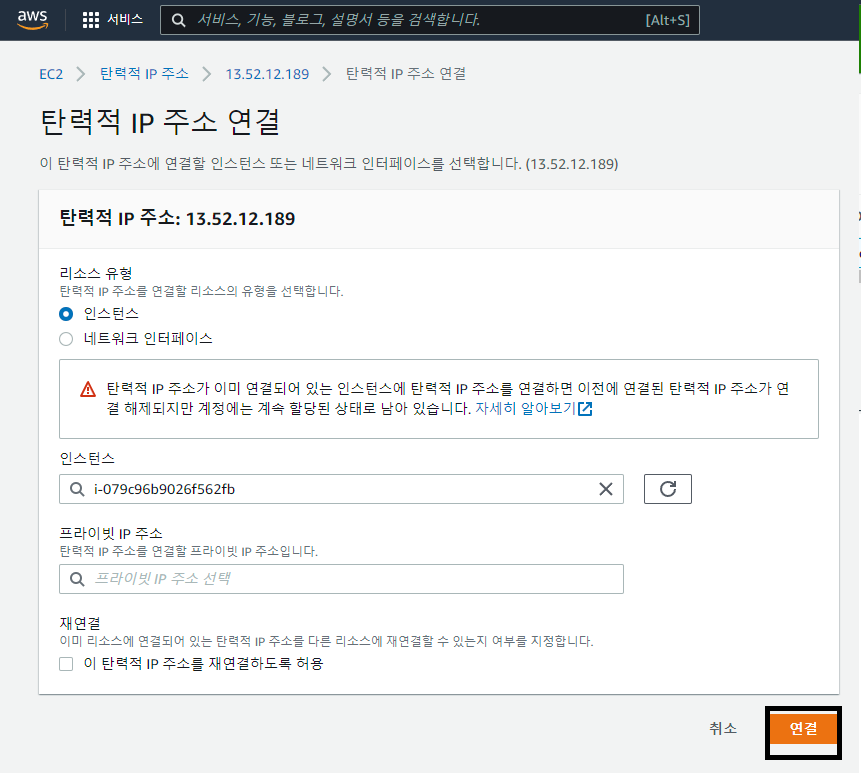 aws
서비스
서비스, 기능, 블로그, 설명서 등을 검색합니다.
[Alt+S]
EC2 > 탄력적 IP 주소 > 13.52.12.189 > 탄력적 IP 주소 연결
탄력적 IP 주소 연결
이 탄력적 IP 주소에 연결할 인스턴스 또는 네트워크 인터페이스를 선택합니다. (13.52.12.189)
탄력적 IP 주소: 13.52.12.189
리소스 유형
탄력적 IP 주소를 연결할 리소스의 유형을 선택합니다.
인스턴스
네트워크 인터페이스
탄력적 IP 주소가 이미 연결되어 있는 인스턴스에 탄력적 IP 주소를 연결하면 이전에 연결된 탄력적 IP 주소가 연
결 해제되지만 계정에는 계속 할당된 상태로 남아 있습니다. 자세히 알아보기
인스턴스
i-079c96b9026f562fb
프라이빗 IP 주소
탄력적 IP 주소를 연결할 프라이빗 IP 주소입니다.
프라이빗 IP 주소 선택
재연결
이미 리소스에 연결되어 있는 탄력적 IP 주소를 다른 리소스에 재연결할 수 있는지 여부를 지정합니다.
이 탄력적 IP 주소를 재연결하도록 허용
취소
연결